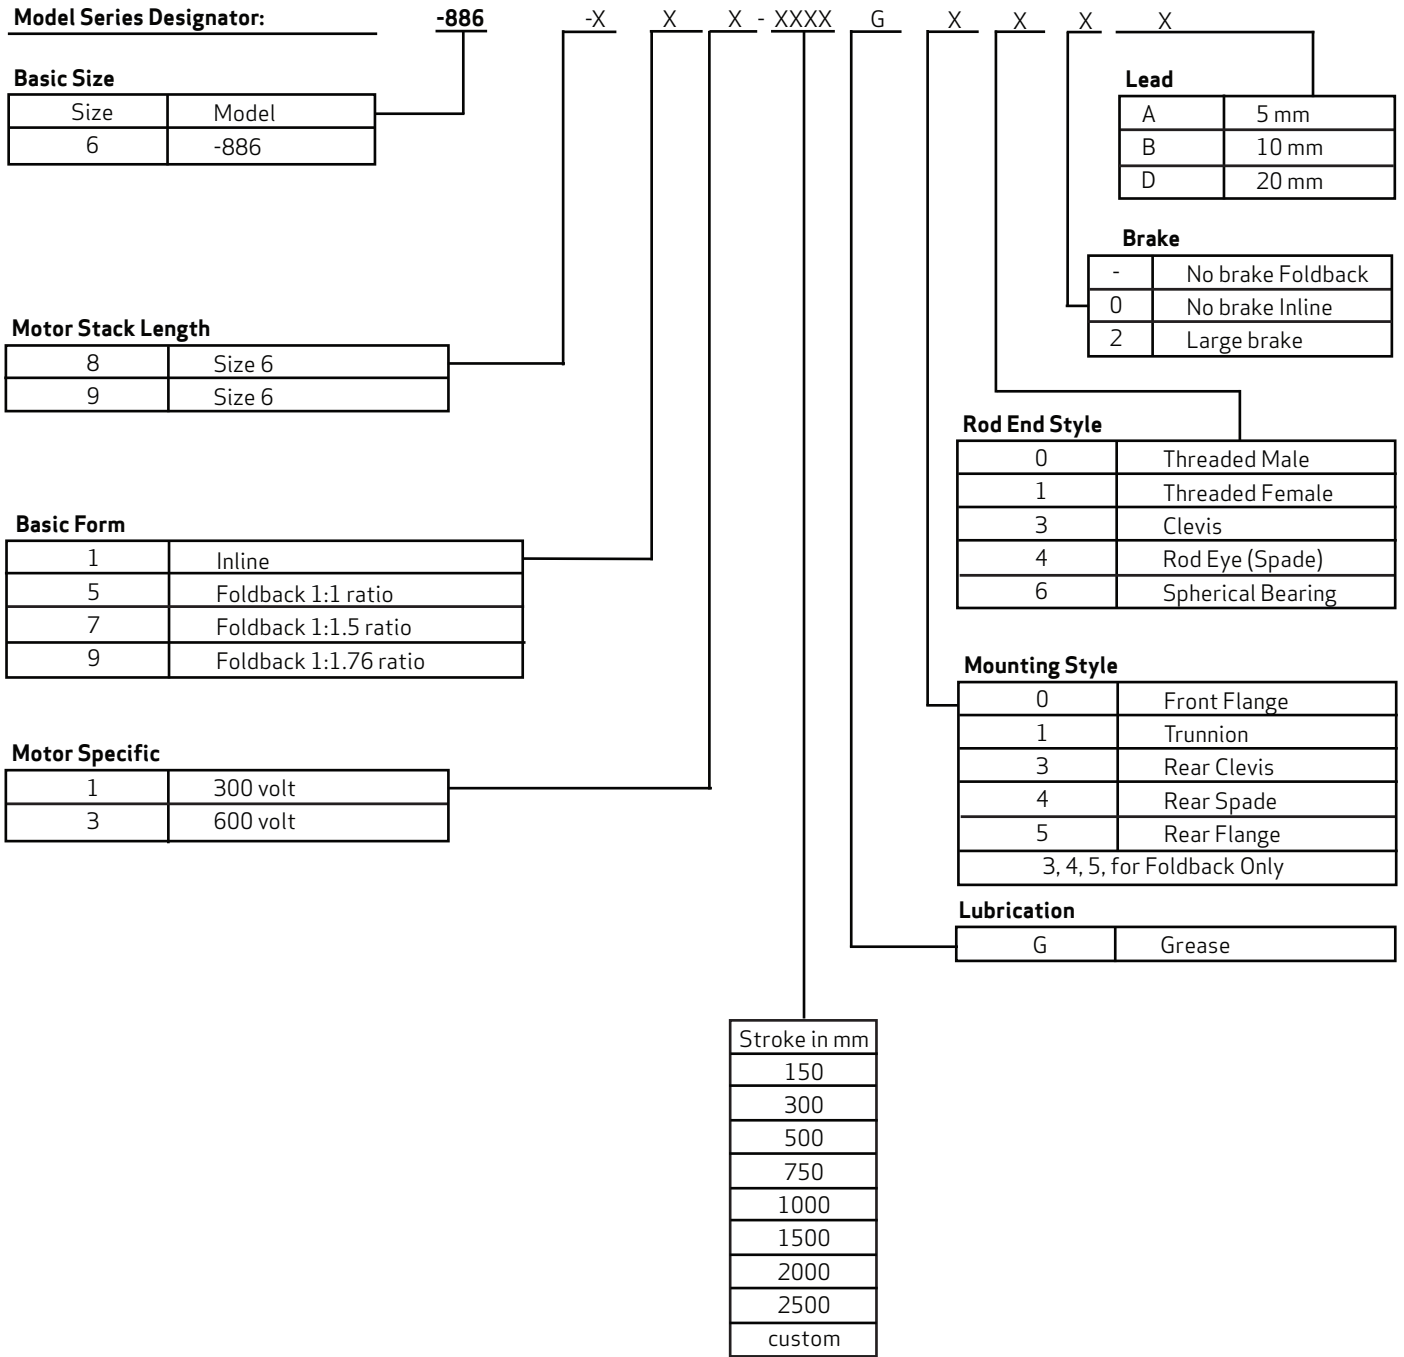 Model Series Designator: -886 -X X X - XXXX G X X X X
Basic Size
Size Model
6 -886
Lead
A 5 mm
B 10 mm
D 20 mm
Brake
- No brake Foldback
0 No brake Inline
2 Large brake
Motor Stack Length
8 Size 6
9 Size 6
Rod End Style
0 Threaded Male
1 Threaded Female
3 Clevis
4 Rod Eye (Spade)
6 Spherical Bearing
Basic Form
1 Inline
5 Foldback 1:1 ratio
7 Foldback 1:1.5 ratio
9 Foldback 1:1.76 ratio
Mounting Style
0 Front Flange
1 Trunnion
3 Rear Clevis
4 Rear Spade
5 Rear Flange
3, 4, 5, for Foldback Only
Motor Specific
1 300 volt
3 600 volt
Lubrication
G Grease
Stroke in mm
150
300
500
750
1000
1500
2000
2500
custom